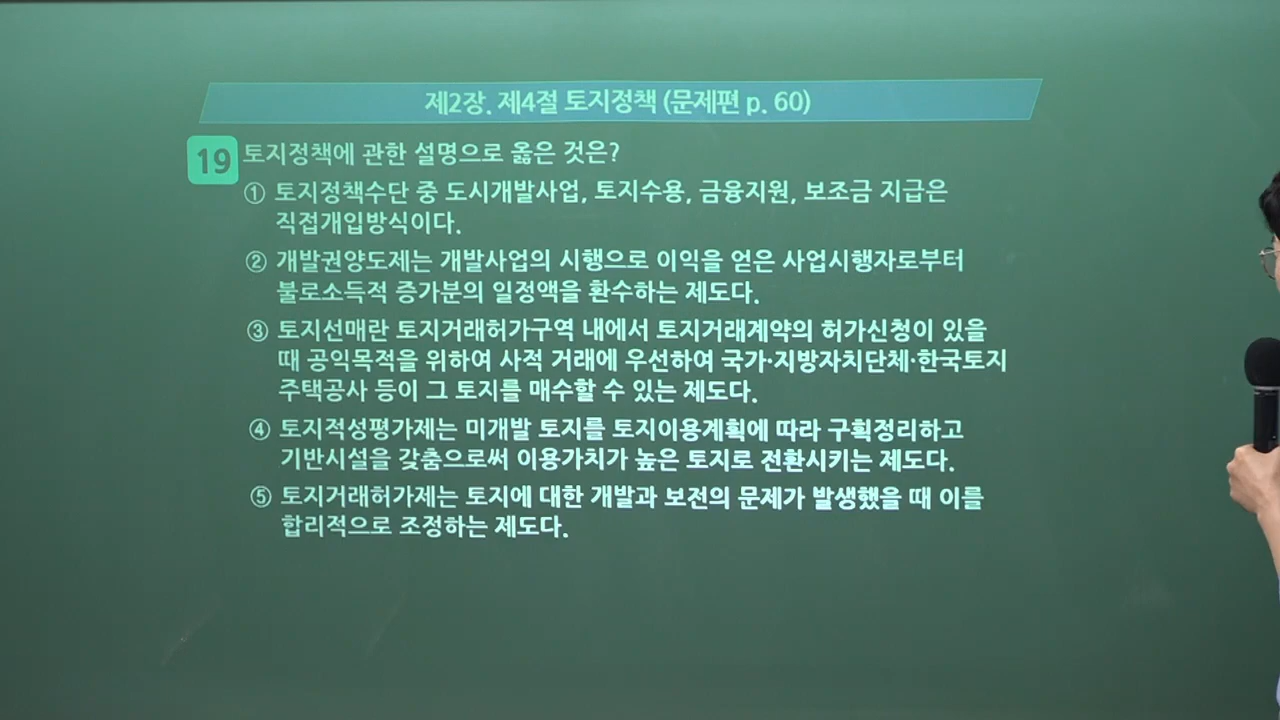 제2장. 제4절 토지정책 (문제편 p. 60)
19 토지정책에 관한 설명으로 옳은 것은?
① 토지정책수단 중 도시개발사업, 토지수용, 금융지원, 보조금 지급은
직접개입방식이다.
② 개발권양도제는 개발사업의 시행으로 이익을 얻은 사업시행자로부터
불로소득적 증가분의 일정액을 환수하는 제도다.
③ 토지선매란 토지거래허가구역 내에서 토지거래계약의 허가신청이 있을
때 공익목적을 위하여 사적 거래에 우선하여 국가·지방자치단체·한국토지
주택공사 등이 그 토지를 매수할 수 있는 제도다.
④ 토지적성평가제는 미개발 토지를 토지이용계획에 따라 구획정리하고
기반시설을 갖춤으로써 이용가치가 높은 토지로 전환시키는 제도다.
⑤ 토지거래허가제는 토지에 대한 개발과 보전의 문제가 발생했을 때 이를
합리적으로 조정하는 제도다.